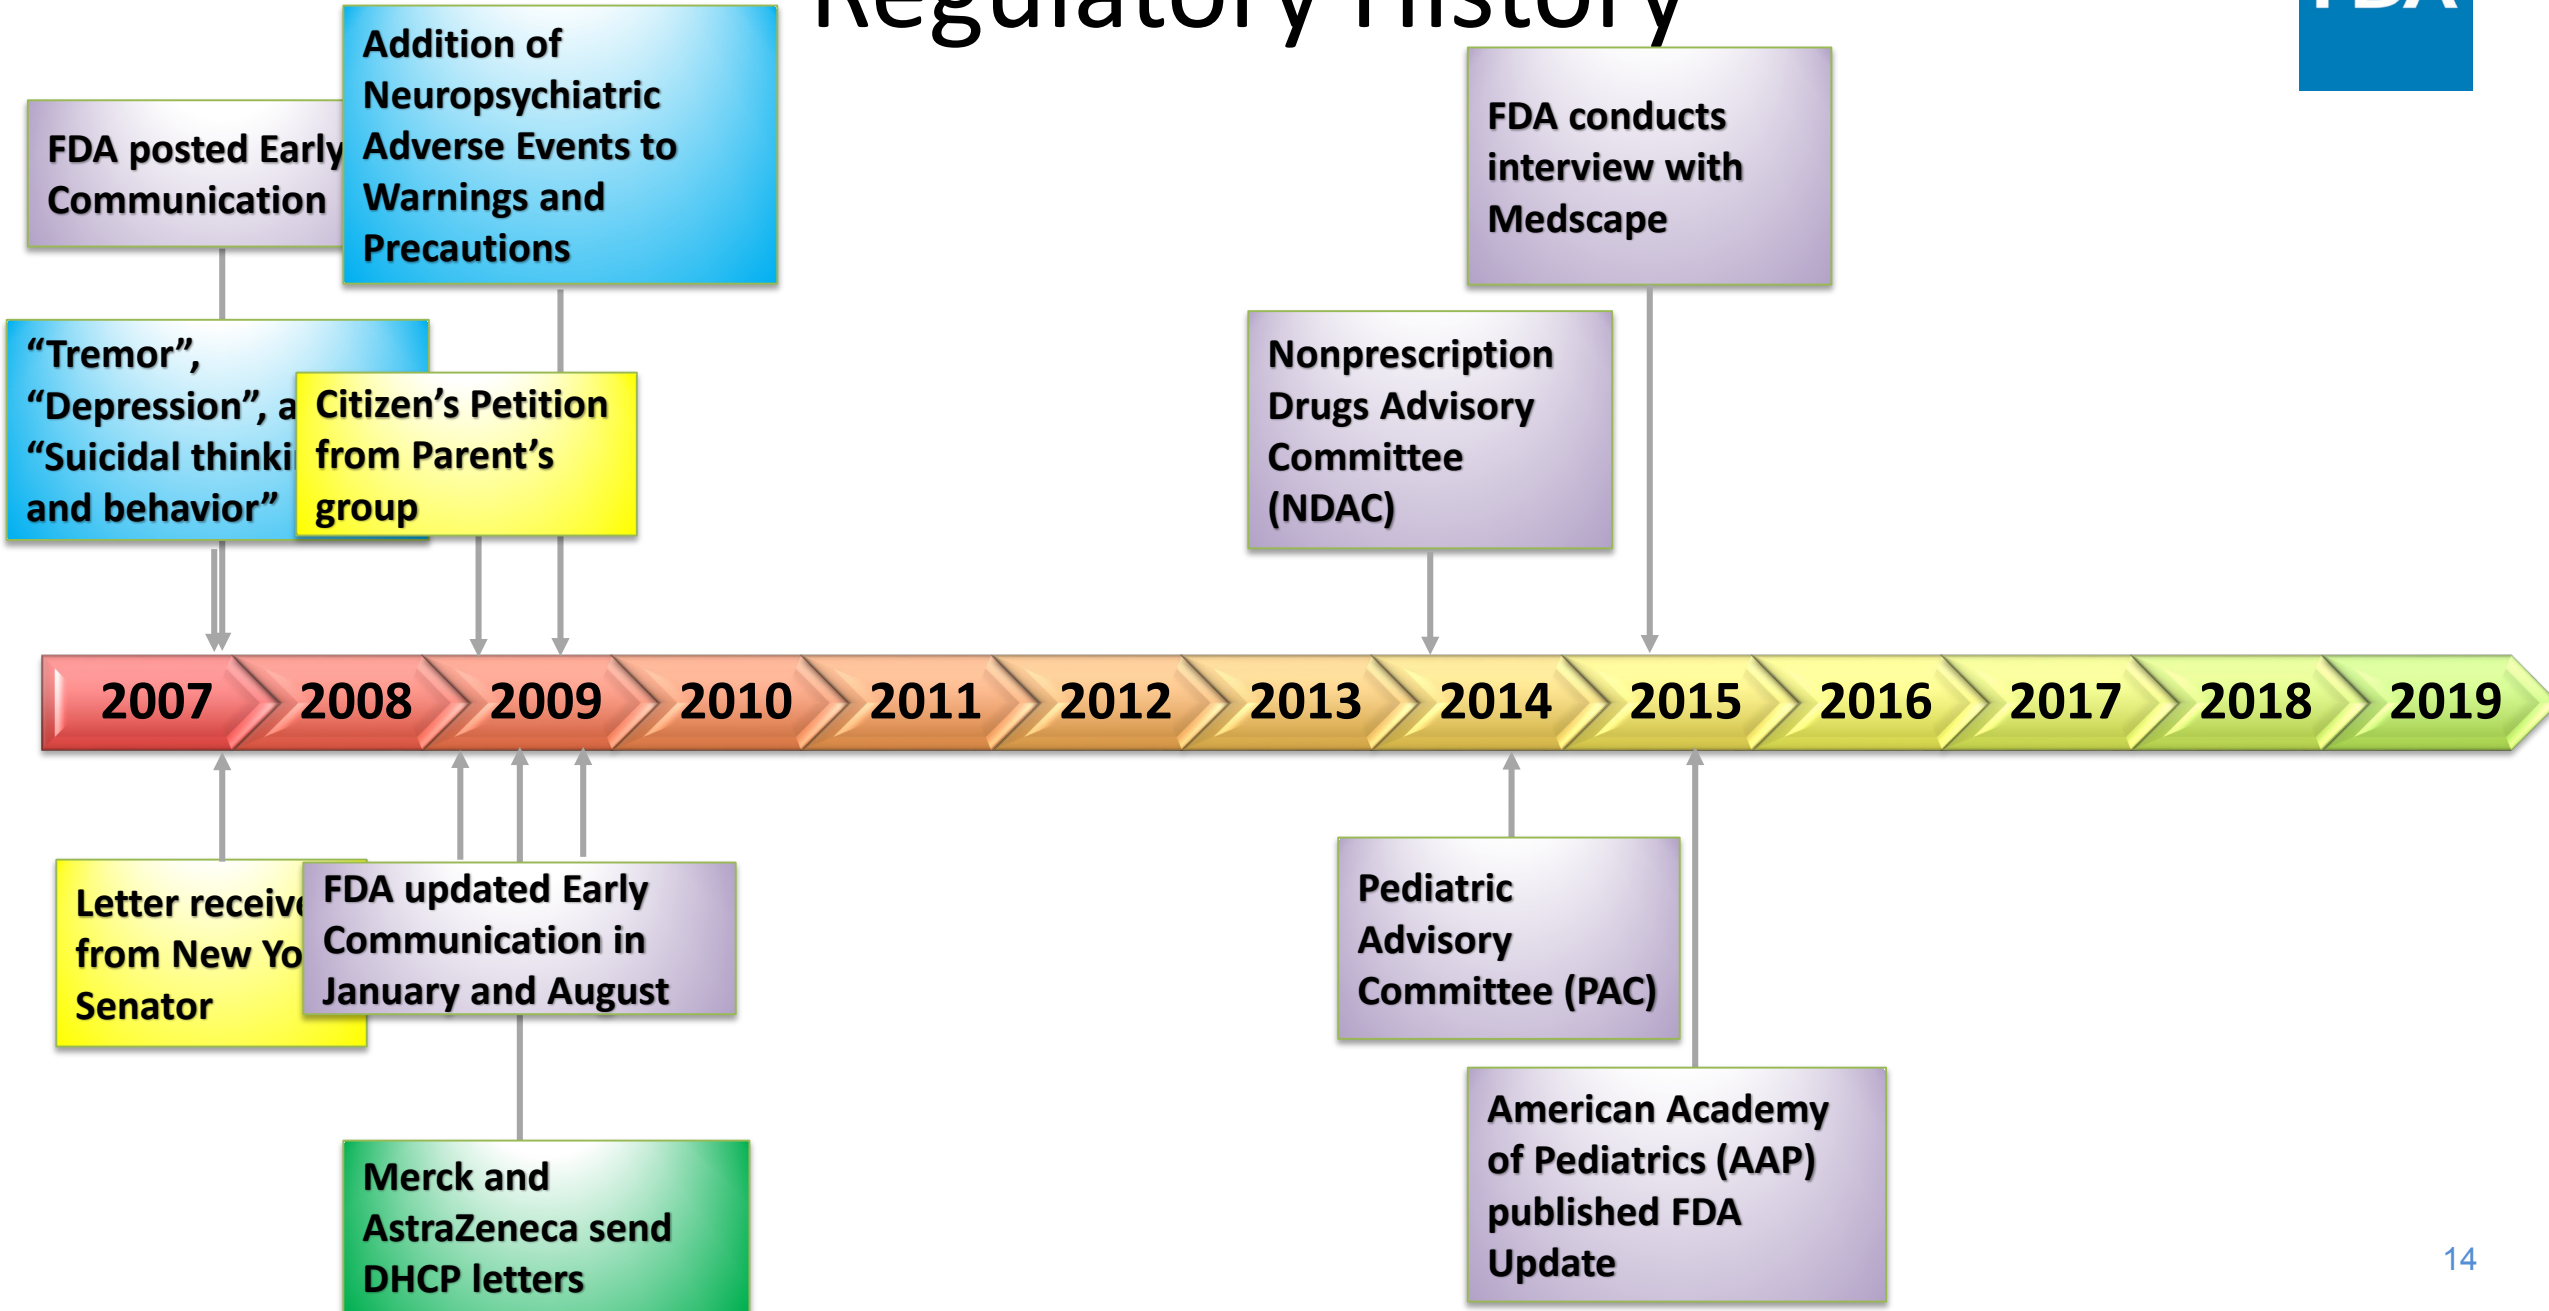 Regulatory History
FDA
Addition of
Neuropsychiatric
Adverse Events to
Warnings and
Precautions
FDA posted Early
Communication
FDA conducts
interview with
Medscape
“Tremor”,
“Depression”, a
“Suicidal thinki
and behavior”
Citizen’s Petition
from Parent’s
group
Nonprescription
Drugs Advisory
Committee
(NDAC)
2007 2008 2009 2010 2011 2012 2013 2014 2015 2016 2017 2018 2019
Letter receive
from New Yo
Senator
FDA updated Early
Communication in
January and August
Pediatric
Advisory
Committee (PAC)
Merck and
AstraZeneca send
DHCP letters
American Academy
of Pediatrics (AAP)
published FDA
Update
14